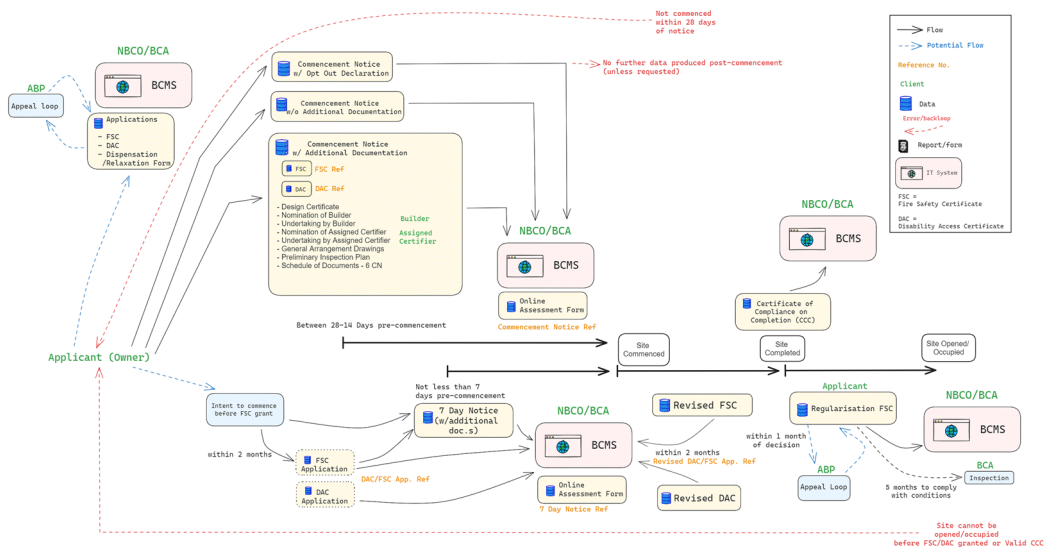 Not commenced
within 28 days
of notice
Flow
Potential Flow
Reference No.
Client
Data
Error/backloop
Report/form
IT System
FSC =
Fire Safety Certificate
DAC =
Disability Access Certificate
NBCO/BCA
BCMS
ABP
Appeal loop
Applications
- FSC
- DAC
- Dispensation
/Relaxation Form
Commencement Notice
w/ Opt Out Declaration
No further data produced post-commencement
(unless requested)
Commencement Notice
w/o Additional Documentation
Commencement Notice
w/ Additional Documentation
FSC
FSC Ref
DAC
DAC Ref
- Design Certificate
- Nomination of Builder
- Undertaking by Builder
- Nomination of Assigned Certifier
- Undertaking by Assigned Certifier
- General Arrangement Drawings
- Preliminary Inspection Plan
- Schedule of Documents - 6 CN
Builder
Assigned
Certifier
NBCO/BCA
BCMS
Online
Assessment Form
Commencement Notice Ref
NBCO/BCA
BCMS
Certificate of
Compliance on
Completion (CCC)
Between 28-14 Days pre-commencement
Site
Commenced
Site
Completed
Site Opened/
Occupied
Applicant (Owner)
Not less than 7
days pre-commencement
Intent to commence
before FSC grant
within 2 months
7 Day Notice
(w/additional
doc.s)
FSC
Application
DAC/FSC App. Ref
DAC
Application
NBCO/BCA
BCMS
Online
Assessment Form
7 Day Notice Ref
Revised FSC
within 2 months
Revised DAC/FSC App. Ref
Revised DAC
Applicant
Regularisation FSC
within 1 month
of decision
ABP
Appeal Loop
NBCO/BCA
BCMS
BCA
Inspection
5 months to comply
with conditions
Site cannot be
opened/occupied
before FSC/DAC granted or Valid CCC